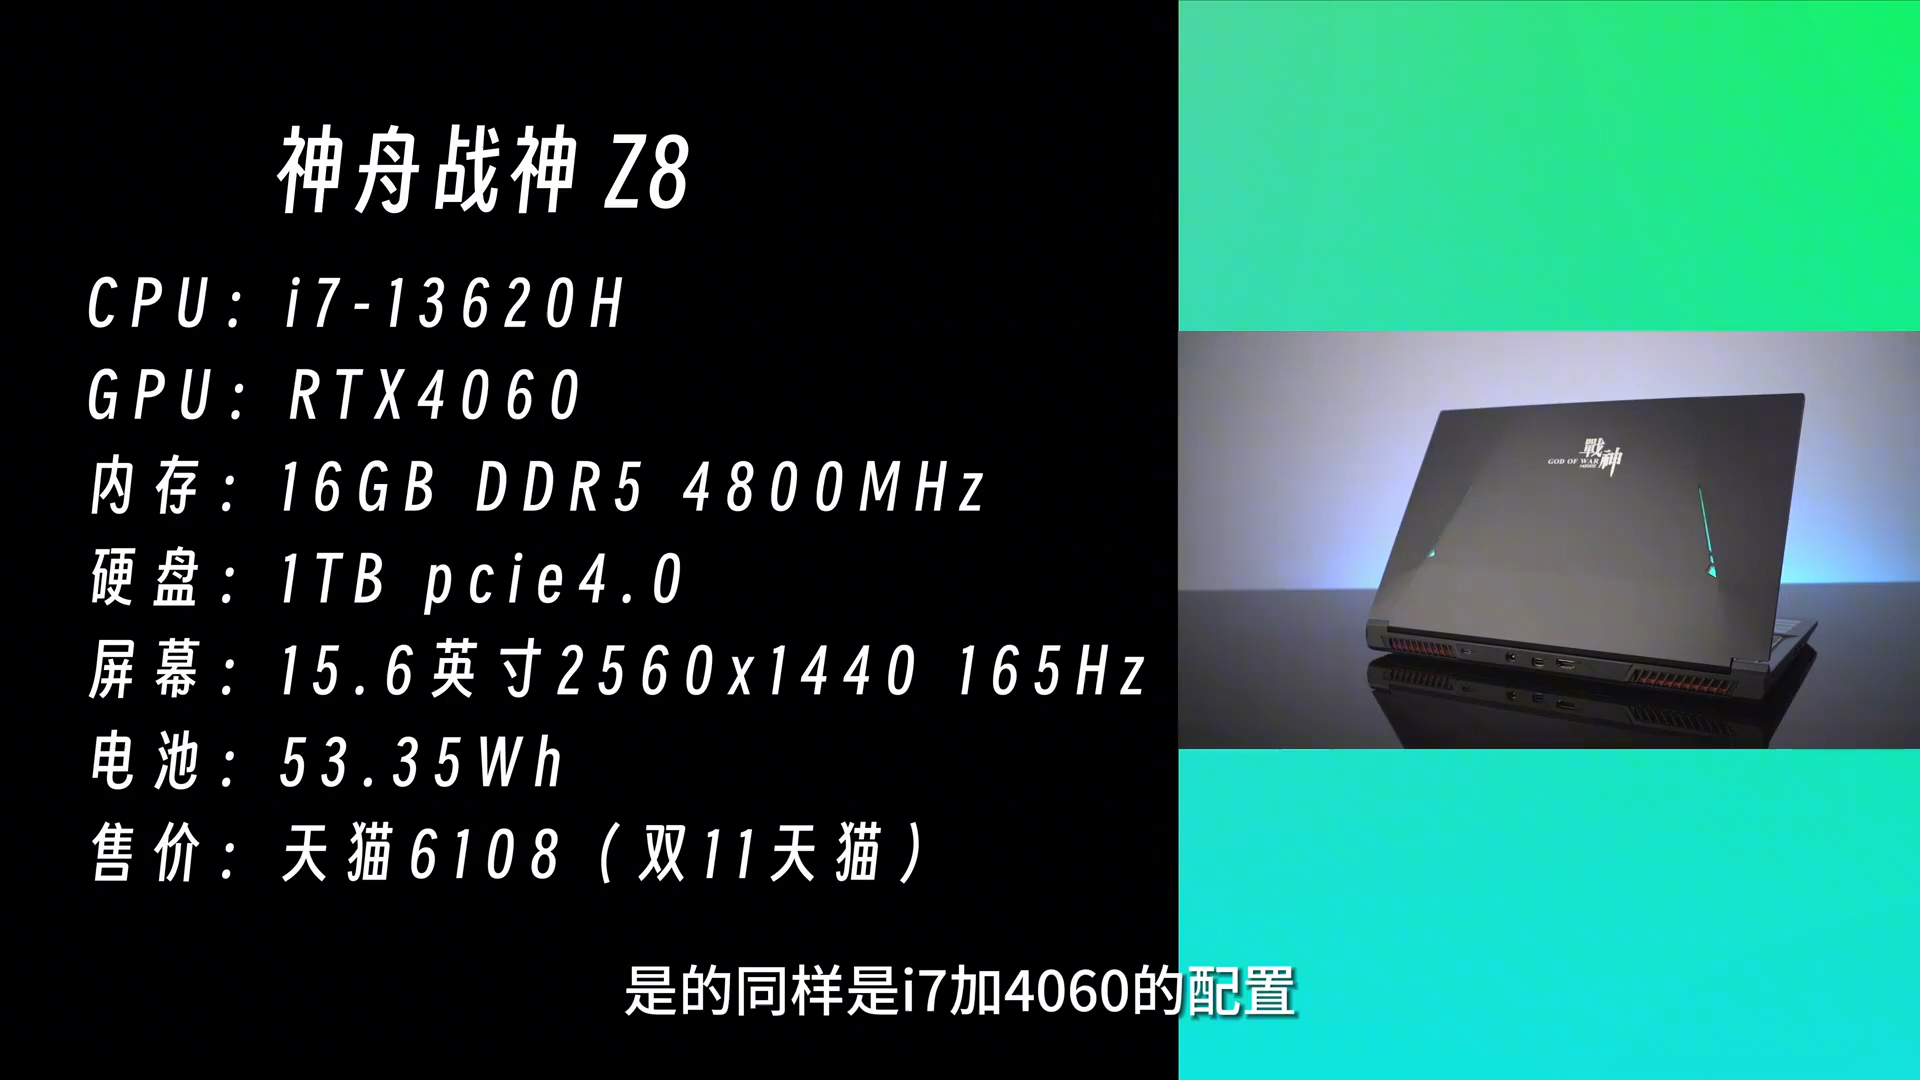 神舟战神 Z8
CPU: i7-13620H
GPU: RTX4060
内存: 16GB DDR5 4800MHz
硬盘: 1TB pcie4.0
屏幕: 15.6英寸2560x1440 165Hz
电池: 53.35Wh
售价: 天猫6108（双11天猫）
戰神
GOD OF WAR
是的同样是i7加4060的配置